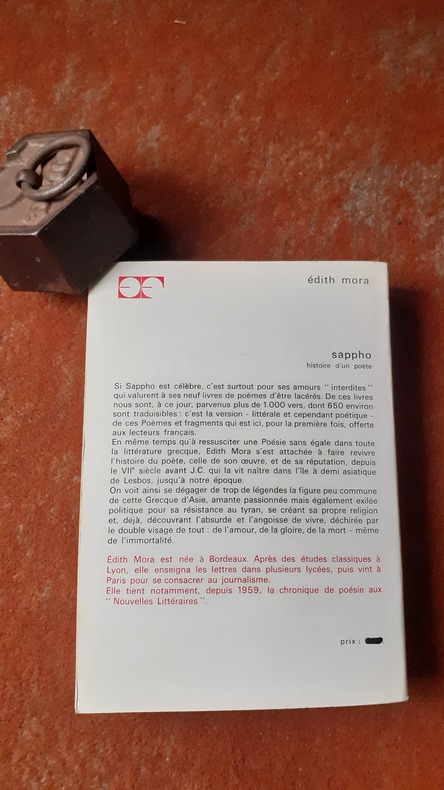 édith mora
sappho
histoire d'un poète
Si Sappho est célèbre, c'est surtout pour ses amours " interdites "
qui valurent à ses neuf livres de poèmes d'être lacérés. De ces livres
nous sont, à ce jour, parvenus plus de 1.000 vers, dont 650 environ
sont traduisibles : c'est la version - littérale et cependant poétique -
de ces Poèmes et fragments qui est ici, pour la première fois, offerte
aux lecteurs français.
En même temps qu'à ressusciter une Poésie sans égale dans toute
la littérature grecque, Edith Mora s'est attachée à faire revivre
l'histoire du poète, celle de son œuvre, et de sa réputation, depuis
le VIIe siècle avant J.C. qui la vit naître dans l'île à demi asiatique
de Lesbos, jusqu'à notre époque.
On voit ainsi se dégager de trop de légendes la figure peu commune
de cette Grecque d'Asie, amante passionnée mais également exilée
politique pour sa résistance au tyran, se créant sa propre religion
et, déjà, découvrant l'absurde et l'angoisse de vivre, déchirée par
le double visage de tout : de l'amour, de la gloire, de la mort - même
de l'immortalité.
Édith Mora est née à Bordeaux. Après des études classiques à
Lyon, elle enseigna les lettres dans plusieurs lycées, puis vint à
Paris pour se consacrer au journalisme.
Elle tient notamment, depuis 1959, la chronique de poésie aux
" Nouvelles Littéraires ".
prix :